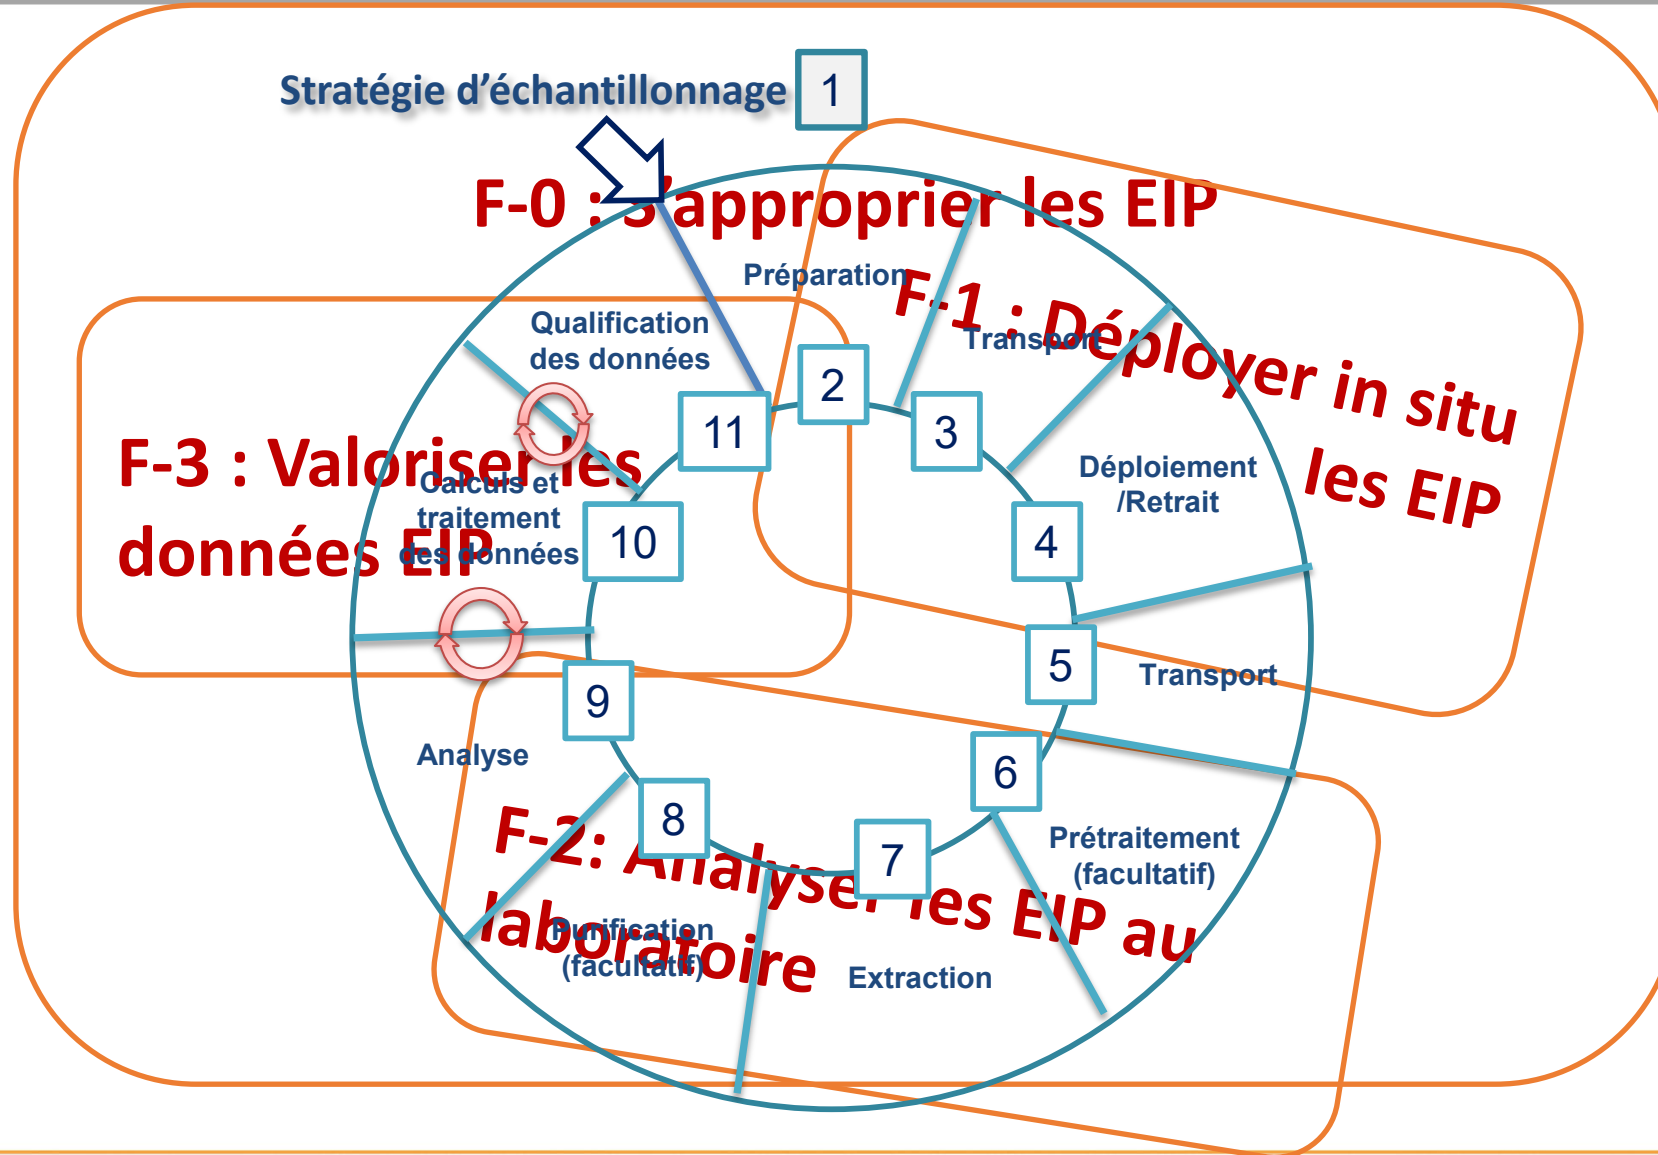 Stratégie d'échantillonnage 1
F-0 : S'approprier les EIP
Préparation
F-1 : Déployer in situ
les EIP
Transport
Qualification
des données
2
11
3
Déploiement
/Retrait
F-3 : Valoriser les
données EIP
Calculs et
traitement
des données
10
4
5
Transport
9
Analyse
6
8
7
Prétraitement
(facultatif)
F-2: Analyser les EIP au
laboratoire
Purification
(facultatif)
Extraction